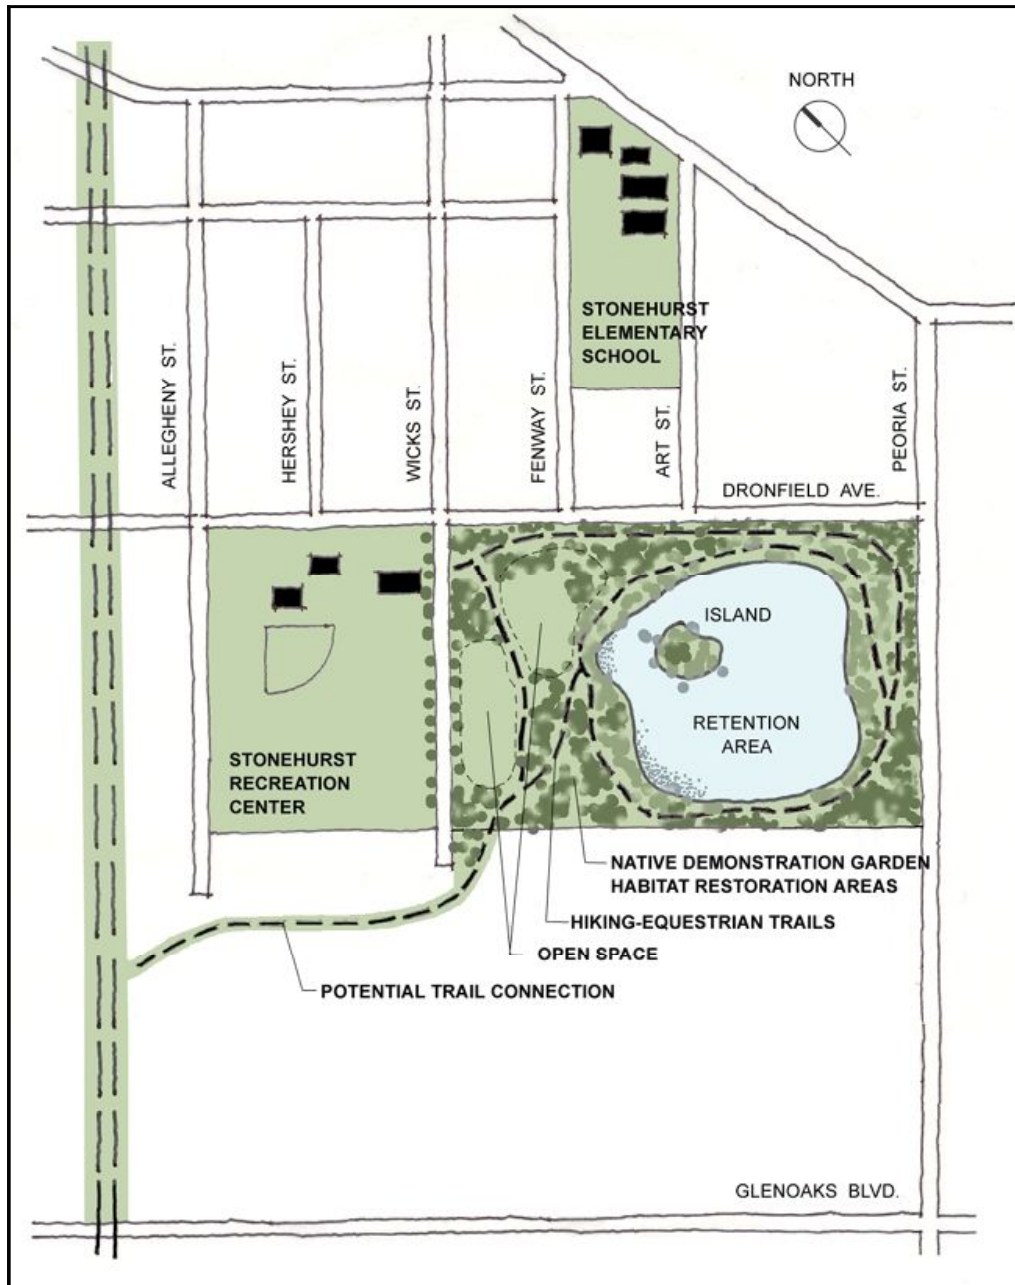 NORTH
STONEHURST
ELEMENTARY
SCHOOL
ALLEGHENY ST.
HERSHEY ST.
WICKS ST.
FENWAY ST.
ART ST.
PEORIA ST.
DRONFIELD AVE.
ISLAND
RETENTION
AREA
STONEHURST
RECREATION
CENTER
NATIVE DEMONSTRATION GARDEN
HABITAT RESTORATION AREAS
HIKING-EQUESTRIAN TRAILS
OPEN SPACE
POTENTIAL TRAIL CONNECTION
GLENOAKS BLVD.